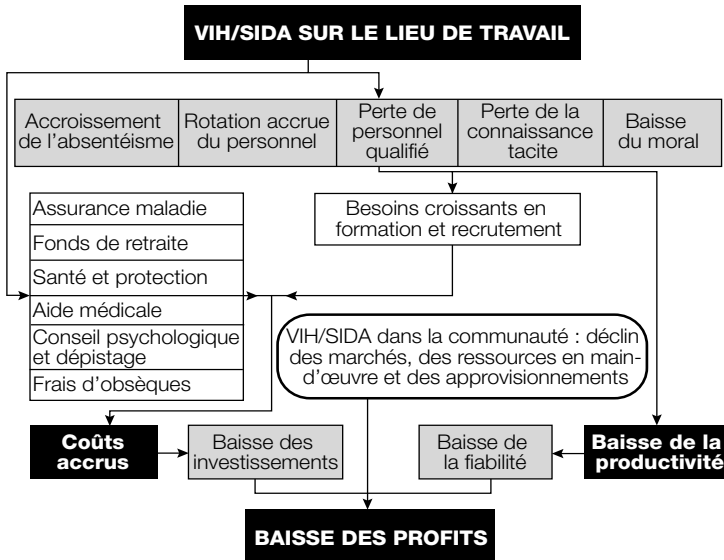 VIH/SIDA SUR LE LIEU DE TRAVAIL
Accroissement
de l'absentéisme
Rotation accrue
du personnel
Perte de
personnel
qualifié
Perte de la
connaissance
tacite
Baisse
du moral
Assurance maladie
Fonds de retraite
Santé et protection
Aide médicale
Conseil psychologique
et dépistage
Frais d'obsèques
Besoins croissants en
formation et recrutement
VIH/SIDA dans la communauté : déclin
des marchés, des ressources en main-
d'œuvre et des approvisionnements
Coûts
accrus
Baisse des
investissements
Baisse de
la fiabilité
Baisse de la
productivité
BAISSE DES PROFITS